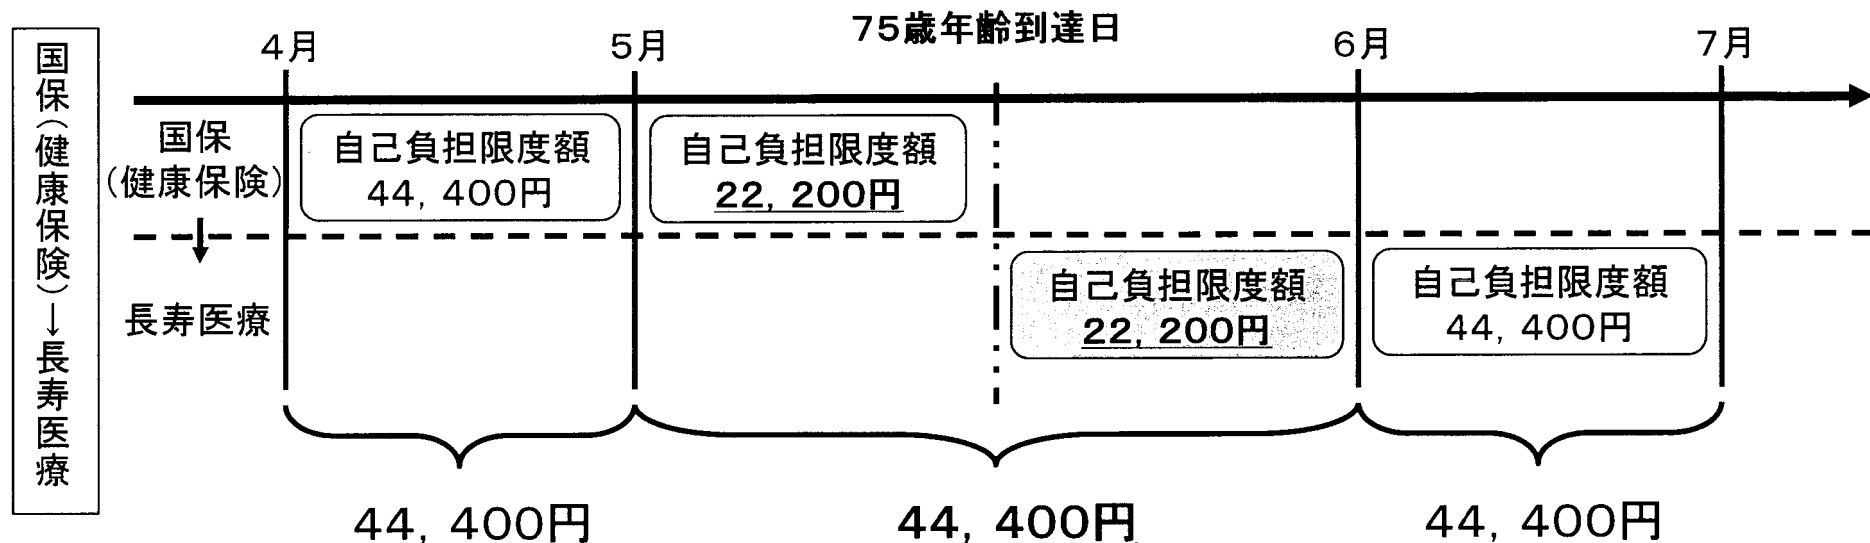 国保(健康保険)→長寿医療
75歳年齢到達日
4月
5月
6月
7月
国保
(健康保険)
自己負担限度額
44, 400円
自己負担限度額
22, 200円
長寿医療
自己負担限度額
22, 200円
自己負担限度額
44, 400円
44, 400円
44, 400円
44, 400円